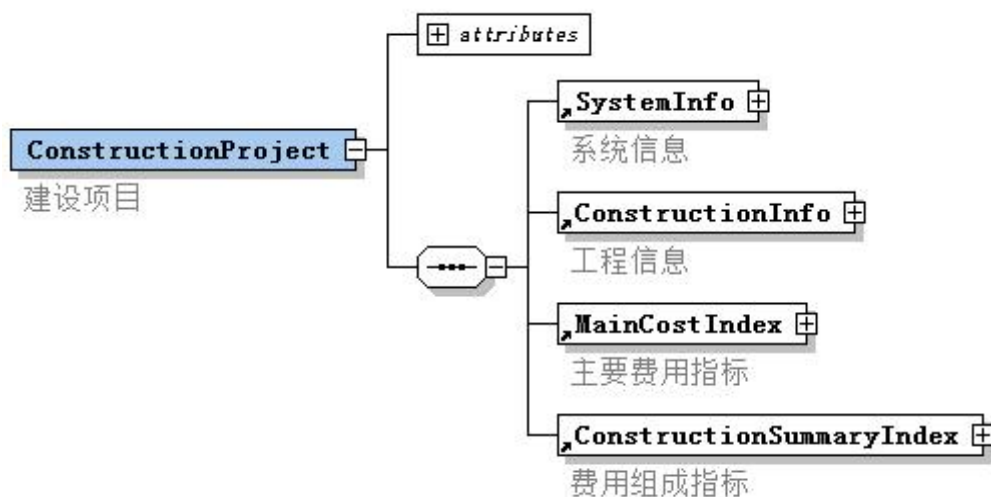 attributes
SystemInfo
系统信息
ConstructionProject
建设项目
ConstructionInfo
工程信息
MainCostIndex
主要费用指标
ConstructionSummaryIndex
费用组成指标